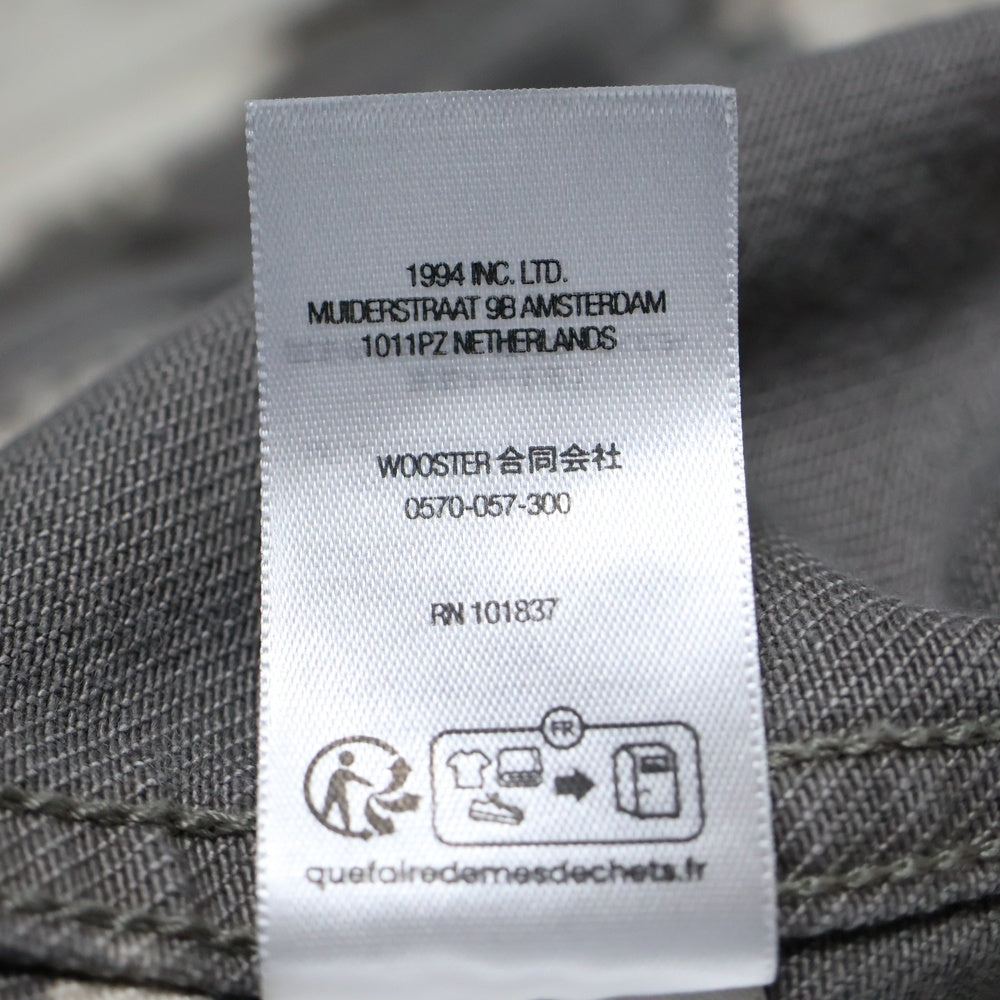 1994 INC. LTD.
MUIDERSTRAAT 9B AMSTERDAM
1011PZ NETHERLANDS
WOOSTER 合同会社
0570-057-300
RN 101837
FR
quefairedemesdechets.fr